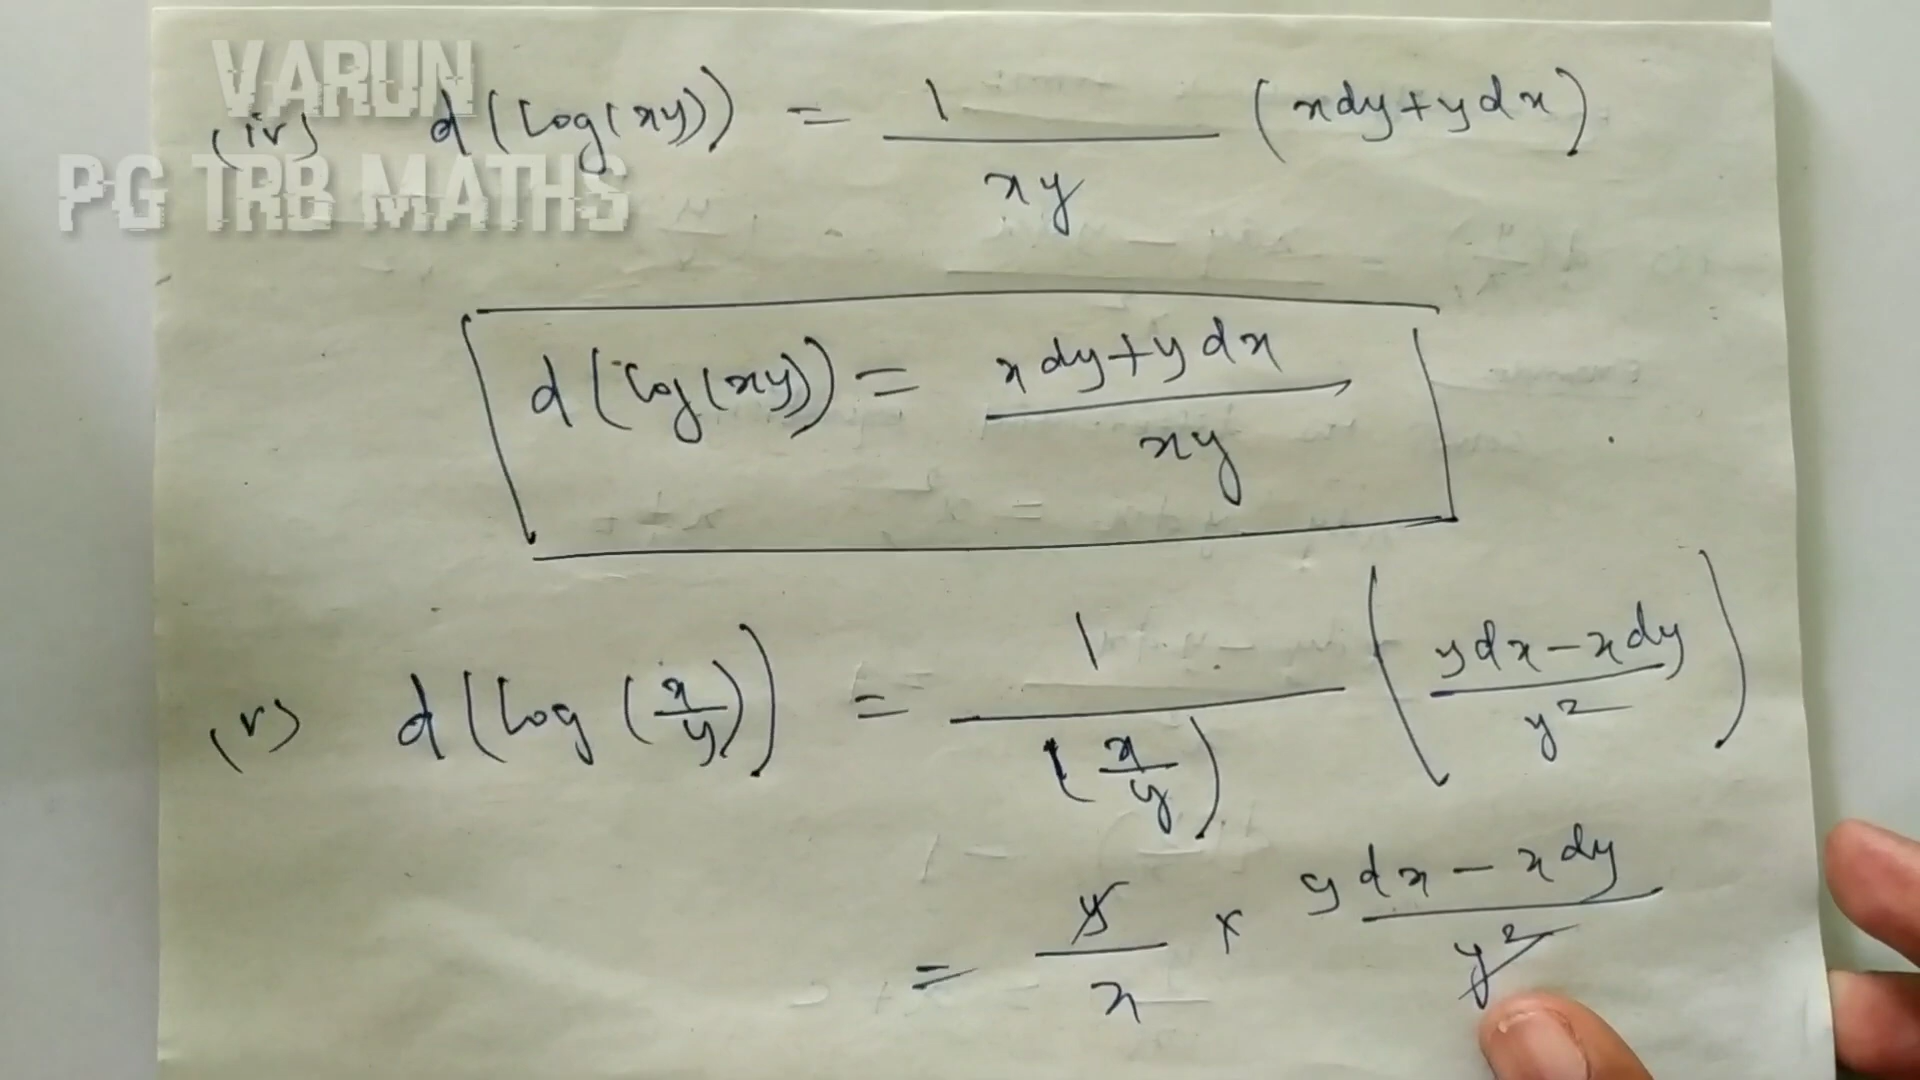 VARUN
PG TRB MATHS
(iv) d(log(xy)) = 1/xy (xdy+ydx)
d(log(xy)) = xdy+ydx/xy
(v) d(log(x/y)) = 1/(x/y) (ydx-xdy/y²)
= y/x × ydx-xdy/y²